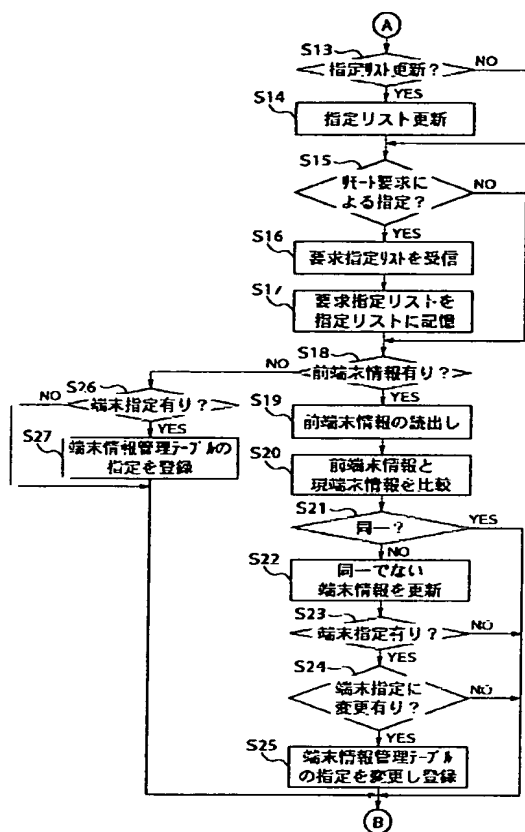 A
S13
指定リスト更新？
NO
YES
S14
指定リスト更新
S15
リモート要求に
よる指定？
NO
YES
S16
要求指定リストを受信
S17
要求指定リストを
指定リストに記憶
S18
前端末情報有り？
NO
YES
S26
端末指定有り？
NO
YES
S27
端末情報管理テーブルの
指定を登録
S19
前端末情報の読出し
S20
前端末情報と
現端末情報を比較
S21
同一？
YES
NO
S22
同一でない
端末情報を更新
S23
端末指定有り？
NO
YES
S24
端末指定に
変更有り？
NO
YES
S25
端末情報管理テーブル
の指定を変更し登録
B